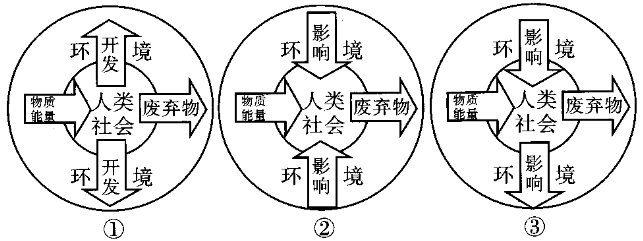 环 开发 境
物质能量 人类社会 废弃物
环 开发 境
①
环 影响 境
物质能量 人类社会 废弃物
环 影响 境
②
环 影响 境
物质能量 人类社会 废弃物
环 影响 境
③